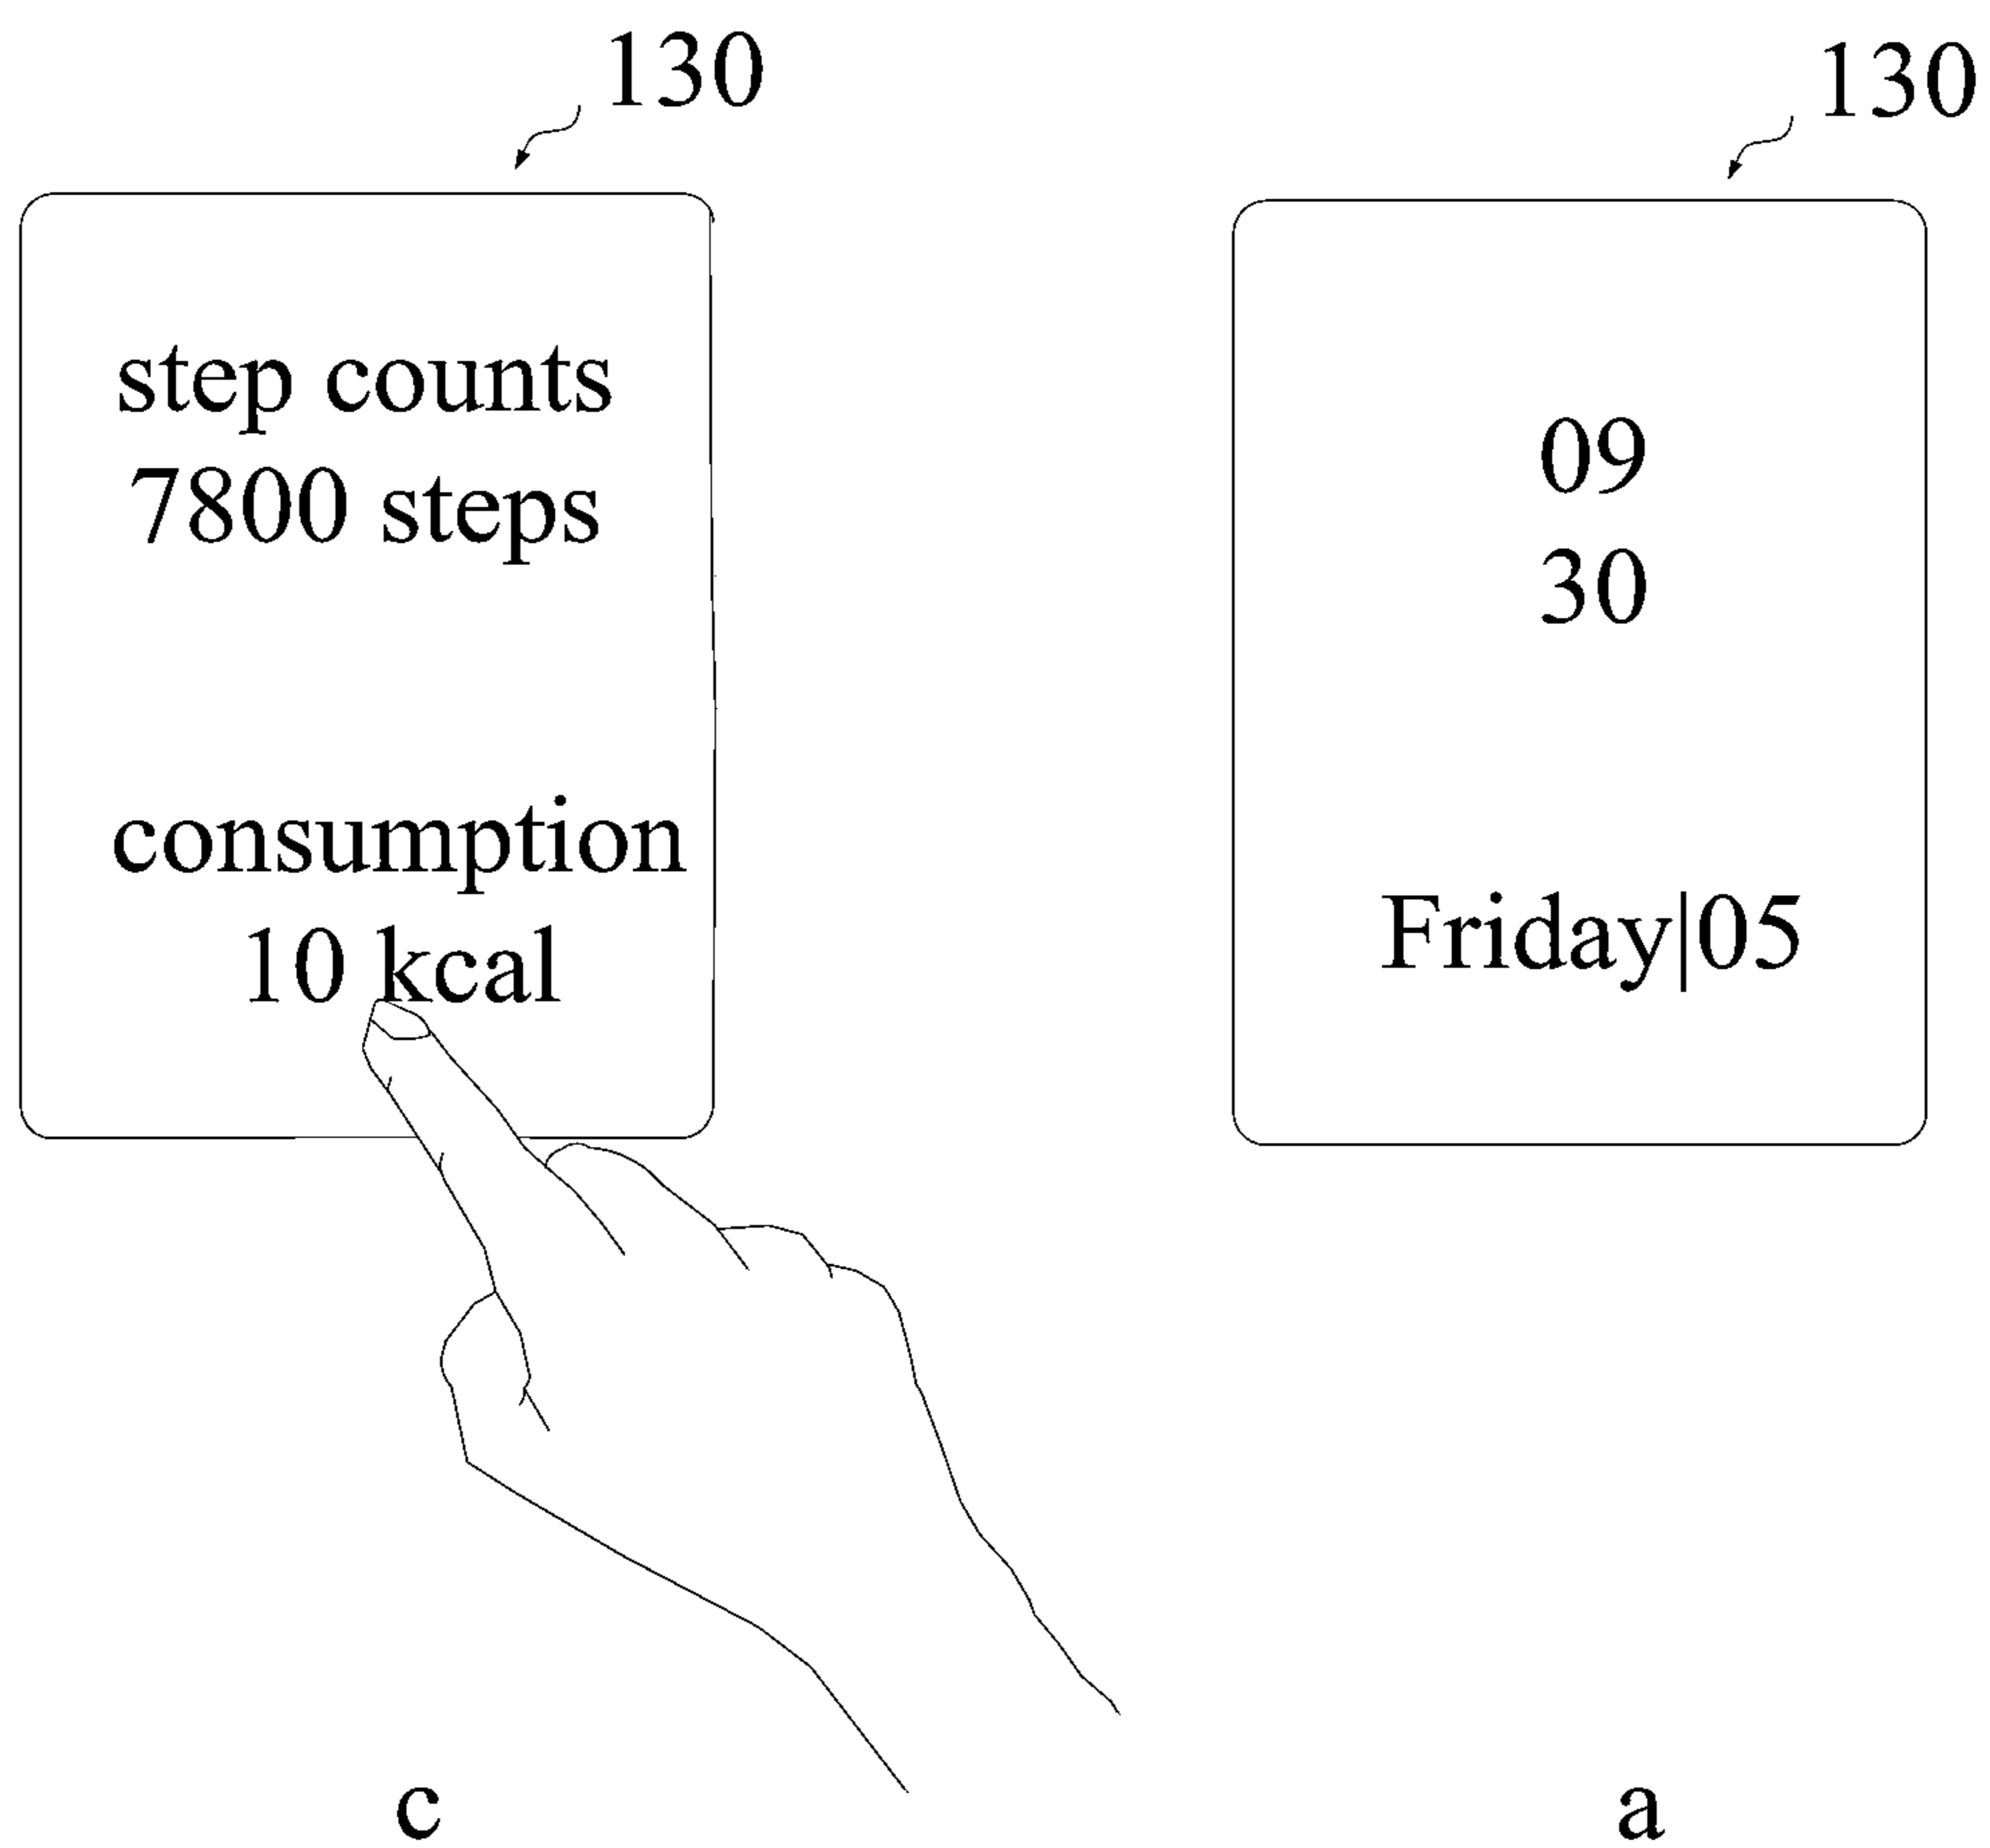 130
step counts
7800 steps
consumption
10 kcal
c
130
09
30
Friday|05
a